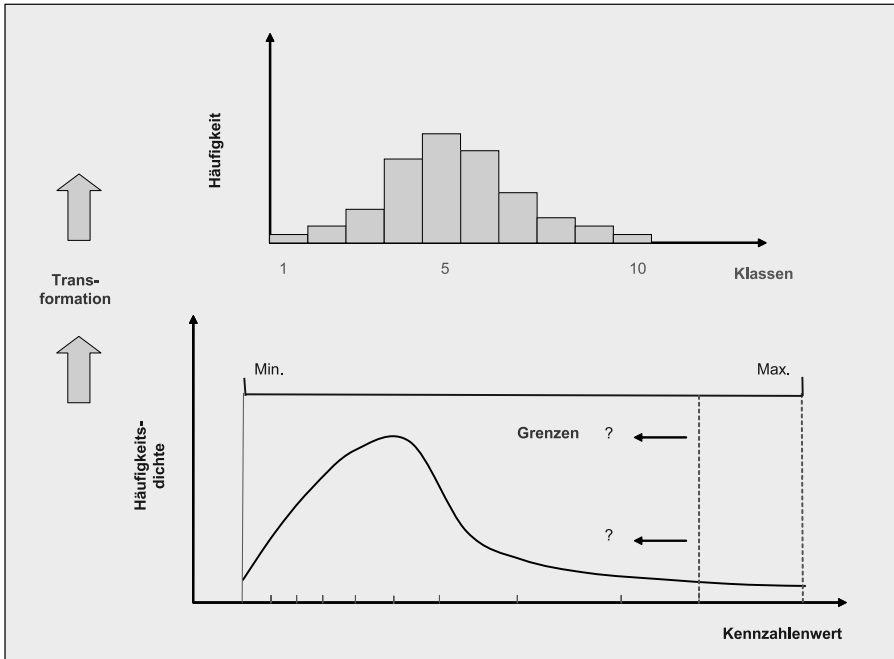 Häufigkeit
1
5
10
Klassen
Trans-
formation
Min.
Max.
Häufigkeits-
dichte
Grenzen ?
?
Kennzahlenwert